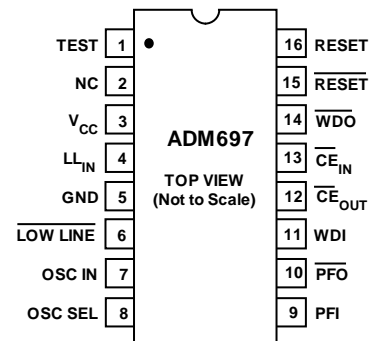 TEST 1
NC 2
VCC 3
LLIN 4
GND 5
LOW LINE 6
OSC IN 7
OSC SEL 8
ADM697
TOP VIEW
(Not to Scale)
16 RESET
15 RESET
14 WDO
13 CEIN
12 CEOUT
11 WDI
10 PFO
9 PFI